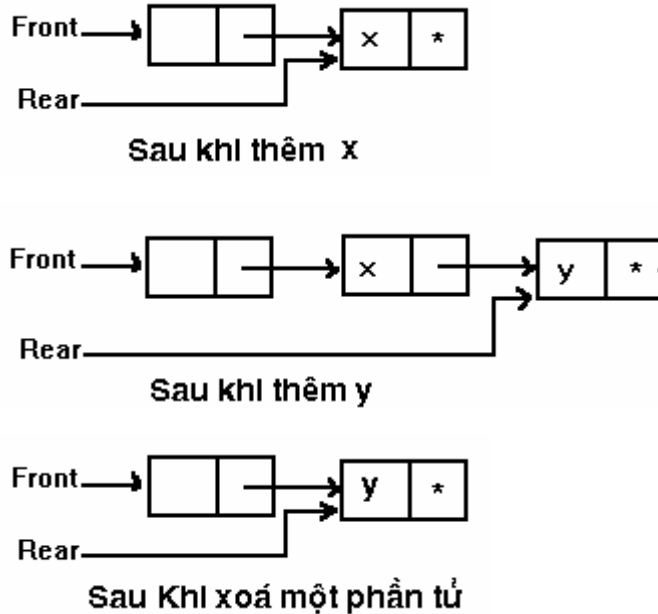 Front x *
Rear
Sau khi thêm x
Front x y *
Rear
Sau khi thêm y
Front y *
Rear
Sau Khi xoá một phần tử